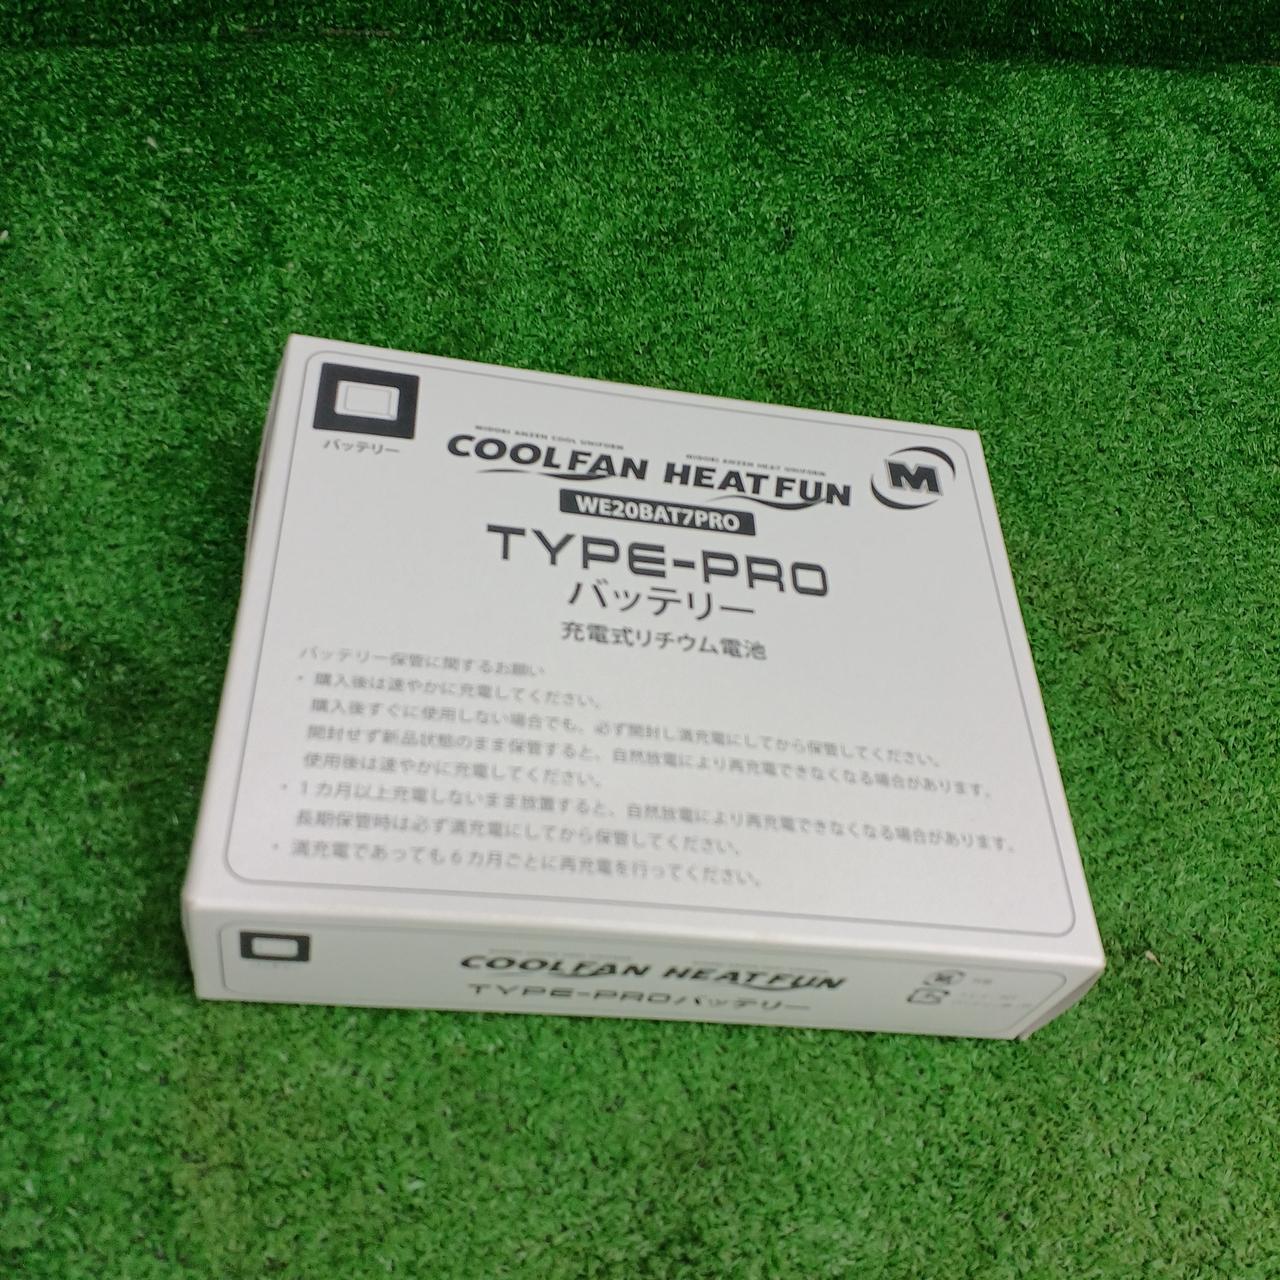 バッテリー
MIDORI ANZEN COOL UNIFORM
MIDORI ANZEN HEAT UNIFORM
COOLFAN HEATFUN
M
WE20BAT7PRO
TYPE-PRO
バッテリー
充電式リチウム電池
バッテリー保管に関するお願い
・購入後は速やかに充電してください。
購入後すぐに使用しない場合でも、必ず開封し満充電にしてから保管してください。
開封せず新品状態のまま保管すると、自然放電により再充電できなくなる場合があります。
使用後は速やかに充電してください。
・1カ月以上充電しないまま放置すると、自然放電により再充電できなくなる場合があります。
長期保管時は必ず満充電にしてから保管してください。
・満充電であっても6カ月ごとに再充電を行ってください。
COOLFAN HEATFUN
TYPE-PROバッテリー